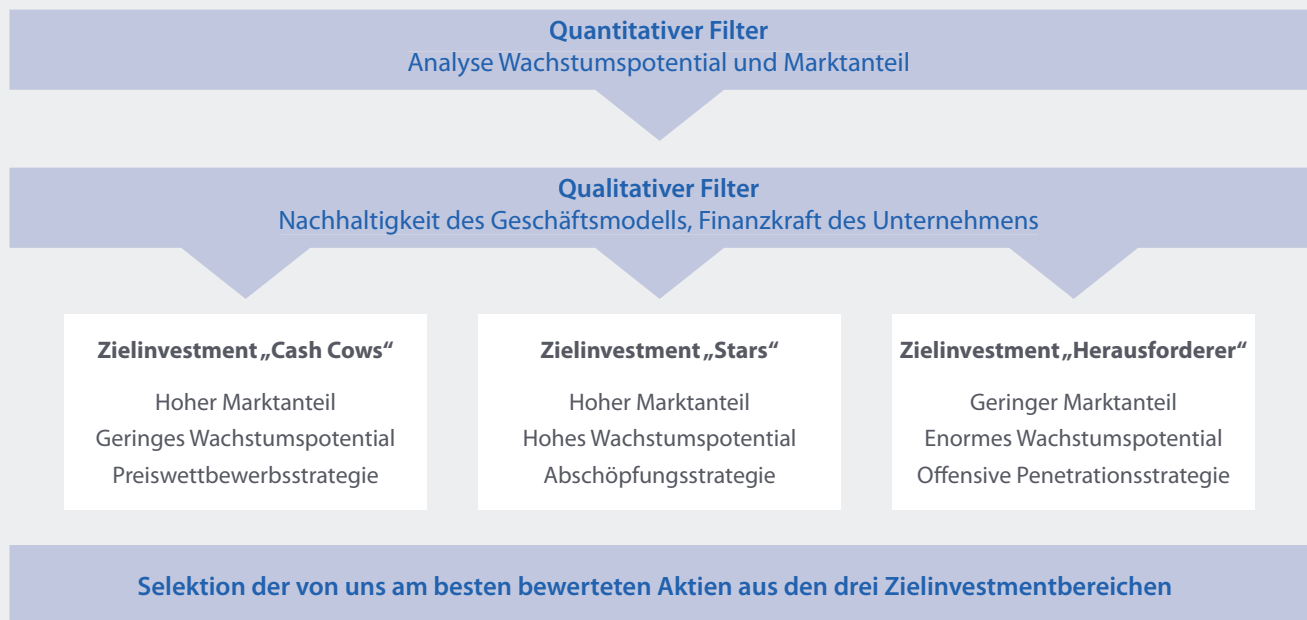 Quantitativer Filter
Analyse Wachstumspotential und Marktanteil
Qualitativer Filter
Nachhaltigkeit des Geschäftsmodells, Finanzkraft des Unternehmens
Zielinvestment „Cash Cows“
Hoher Marktanteil
Geringes Wachstumspotential
Preiswettbewerbsstrategie
Zielinvestment „Stars“
Hoher Marktanteil
Hohes Wachstumspotential
Abschöpfungsstrategie
Zielinvestment „Herausforderer“
Geringer Marktanteil
Enormes Wachstumspotential
Offensive Penetrationsstrategie
Selektion der von uns am besten bewerteten Aktien aus den drei Zielinvestmentbereichen